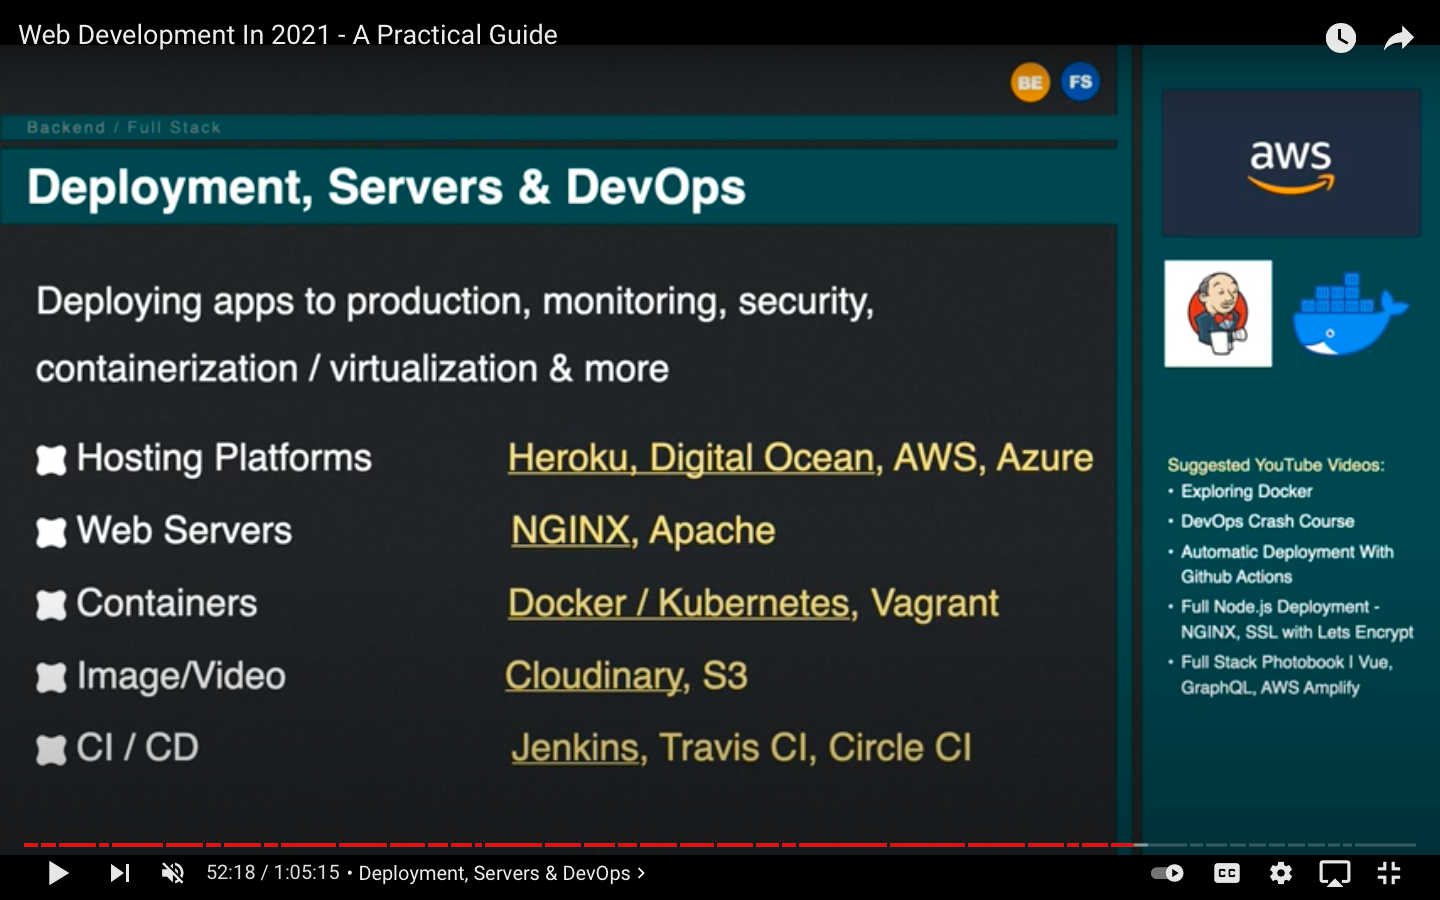 Web Development In 2021 - A Practical Guide
BE FS
Backend / Full Stack
Deployment, Servers & DevOps
Deploying apps to production, monitoring, security,
containerization / virtualization & more
Hosting Platforms Heroku, Digital Ocean, AWS, Azure
Web Servers NGINX, Apache
Containers Docker / Kubernetes, Vagrant
Image/Video Cloudinary, S3
CI / CD Jenkins, Travis CI, Circle CI
aws
Suggested YouTube Videos:
• Exploring Docker
• DevOps Crash Course
• Automatic Deployment With
Github Actions
• Full Node.js Deployment -
NGINX, SSL with Lets Encrypt
• Full Stack Photobook | Vue,
GraphQL, AWS Amplify
52:18 / 1:05:15 • Deployment, Servers & DevOps >
CC